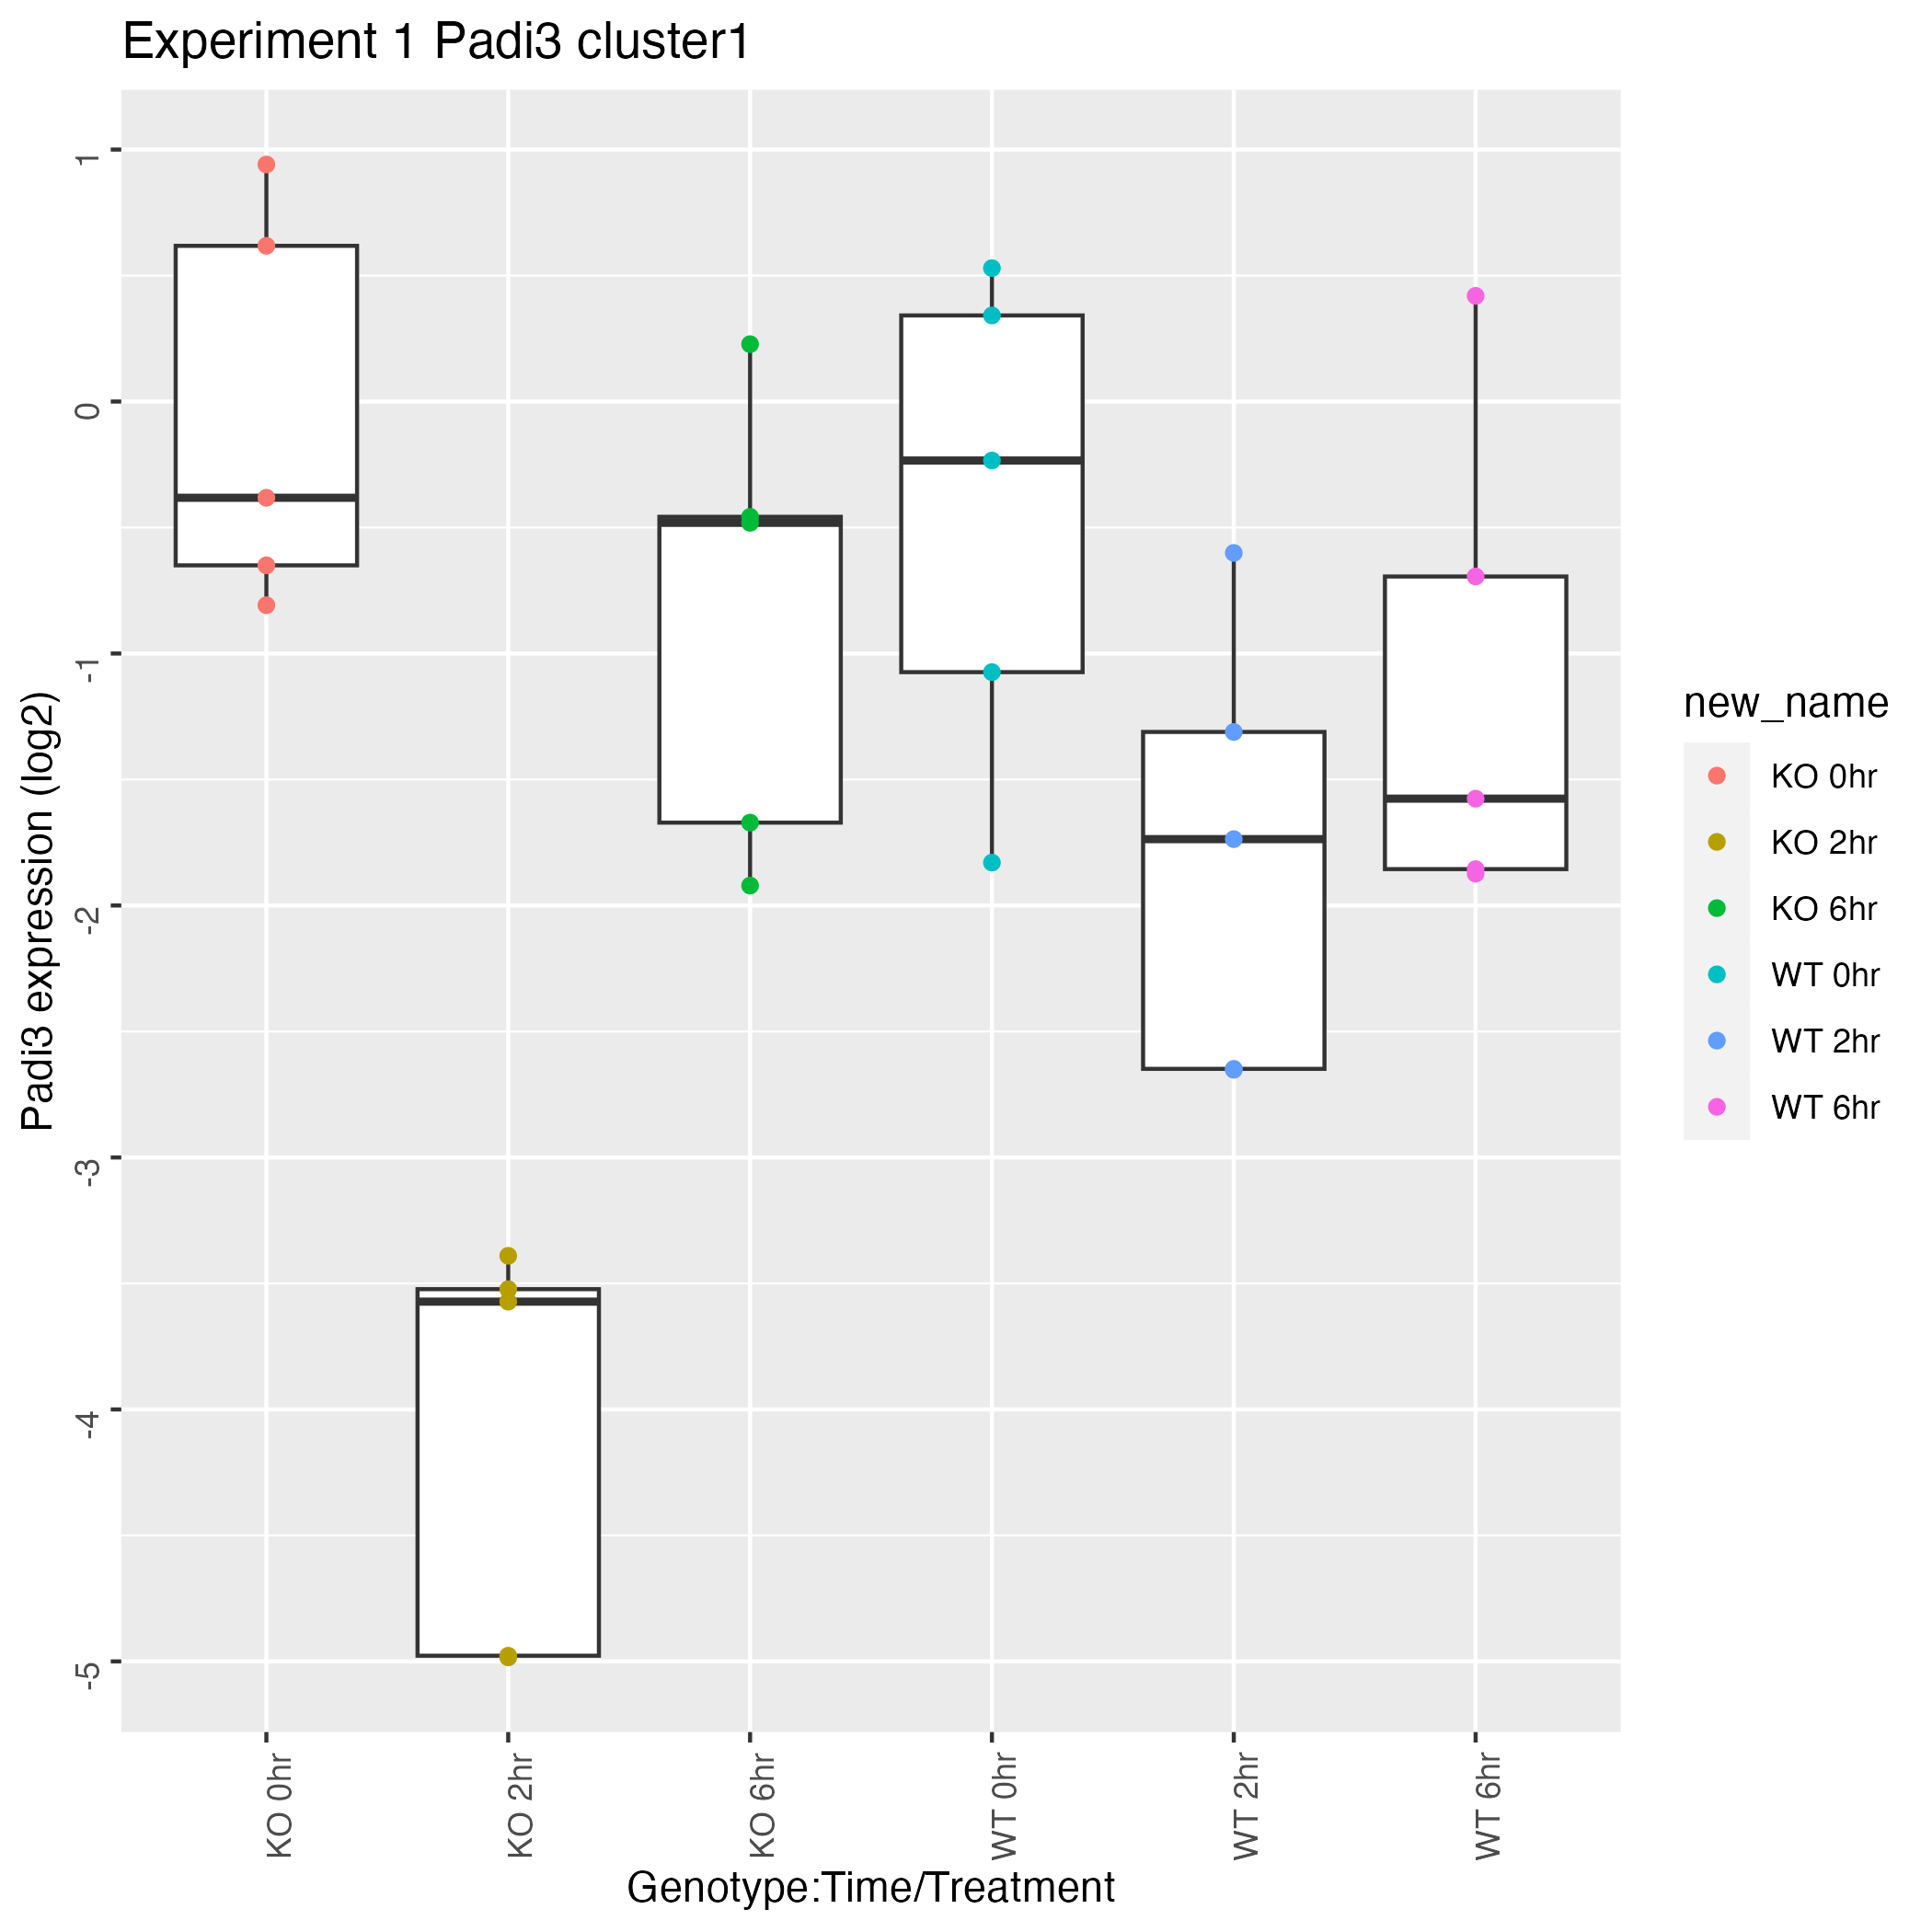 Experiment 1 Padi3 cluster1
Padi3 expression (log2)
1
0
-1
-2
-3
-4
-5
KO 0hr
KO 2hr
KO 6hr
WT 0hr
WT 2hr
WT 6hr
Genotype:Time/Treatment
new_name
KO 0hr
KO 2hr
KO 6hr
WT 0hr
WT 2hr
WT 6hr